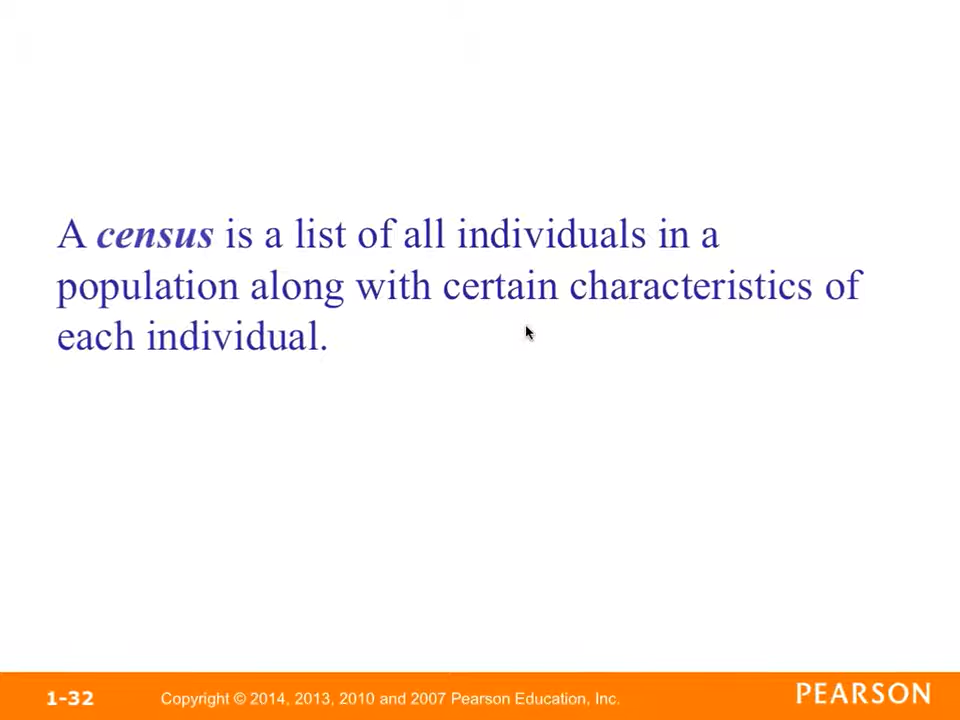 A census is a list of all individuals in a
population along with certain characteristics of
each individual.
1-32 Copyright © 2014, 2013, 2010 and 2007 Pearson Education, Inc. PEARSON